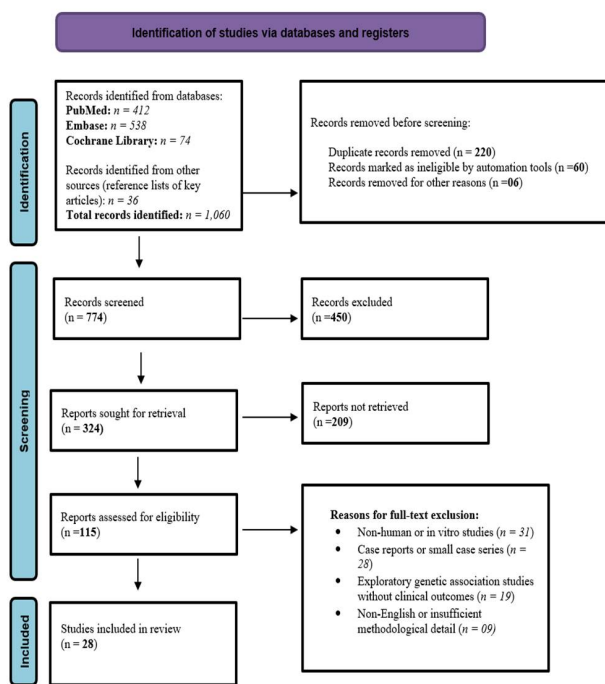 Identification of studies via databases and registers
Identification
Records identified from databases:
PubMed: n = 412
Embase: n = 538
Cochrane Library: n = 74
Records identified from other
sources (reference lists of key
articles): n = 36
Total records identified: n = 1,060
Records removed before screening:
Duplicate records removed (n = 220)
Records marked as ineligible by automation tools (n =60)
Records removed for other reasons (n =06)
Screening
Records screened
(n = 774)
Records excluded
(n =450)
Reports sought for retrieval
(n = 324)
Reports not retrieved
(n =209)
Reports assessed for eligibility
(n =115)
Reasons for full-text exclusion:
• Non-human or in vitro studies (n = 31)
• Case reports or small case series (n =
28)
• Exploratory genetic association studies
without clinical outcomes (n = 19)
• Non-English or insufficient
methodological detail (n = 09)
Included
Studies included in review
(n = 28)